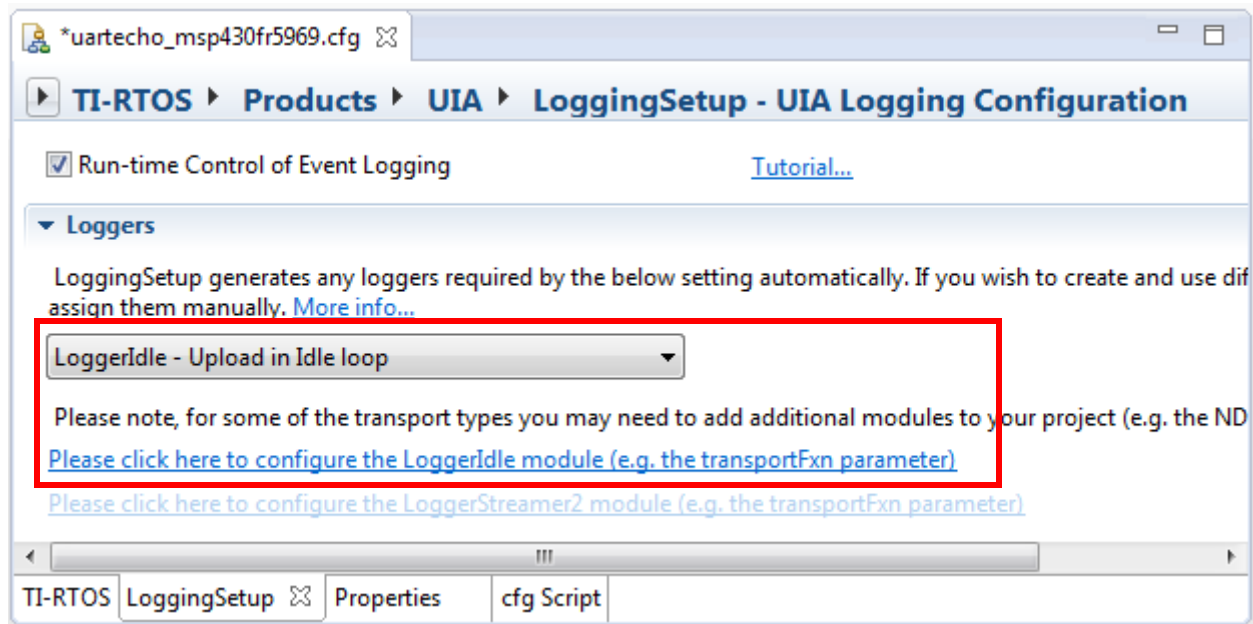 *uartecho_msp430fr5969.cfg
TI-RTOS Products UIA LoggingSetup - UIA Logging Configuration
Run-time Control of Event Logging Tutorial...
Loggers
LoggingSetup generates any loggers required by the below setting automatically. If you wish to create and use dif
assign them manually. More info...
LoggerIdle - Upload in Idle loop
Please note, for some of the transport types you may need to add additional modules to your project (e.g. the ND
Please click here to configure the LoggerIdle module (e.g. the transportFxn parameter)
Please click here to configure the LoggerStreamer2 module (e.g. the transportFxn parameter)
TI-RTOS LoggingSetup Properties cfg Script